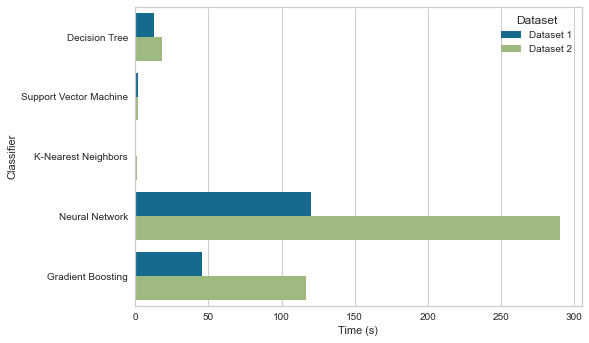 Dataset
Dataset 1
Dataset 2
Classifier
Decision Tree
Support Vector Machine
K-Nearest Neighbors
Neural Network
Gradient Boosting
0 50 100 150 200 250 300
Time (s)